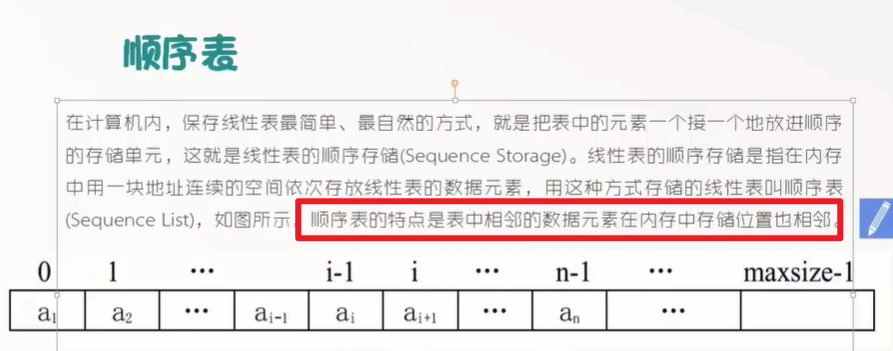 顺序表
在计算机内，保存线性表最简单、最自然的方式，就是把表中的元素一个接一个地放进顺序
的存储单元，这就是线性表的顺序存储(Sequence Storage)。线性表的顺序存储是指在内存
中用一块地址连续的空间依次存放线性表的数据元素，用这种方式存储的线性表叫顺序表
(Sequence List)，如图所示。顺序表的特点是表中相邻的数据元素在内存中存储位置也相邻。
0 1 ··· i-1 i ··· n-1 ··· maxsize-1
a1 a2 ··· ai-1 ai ai+1 ··· an ···